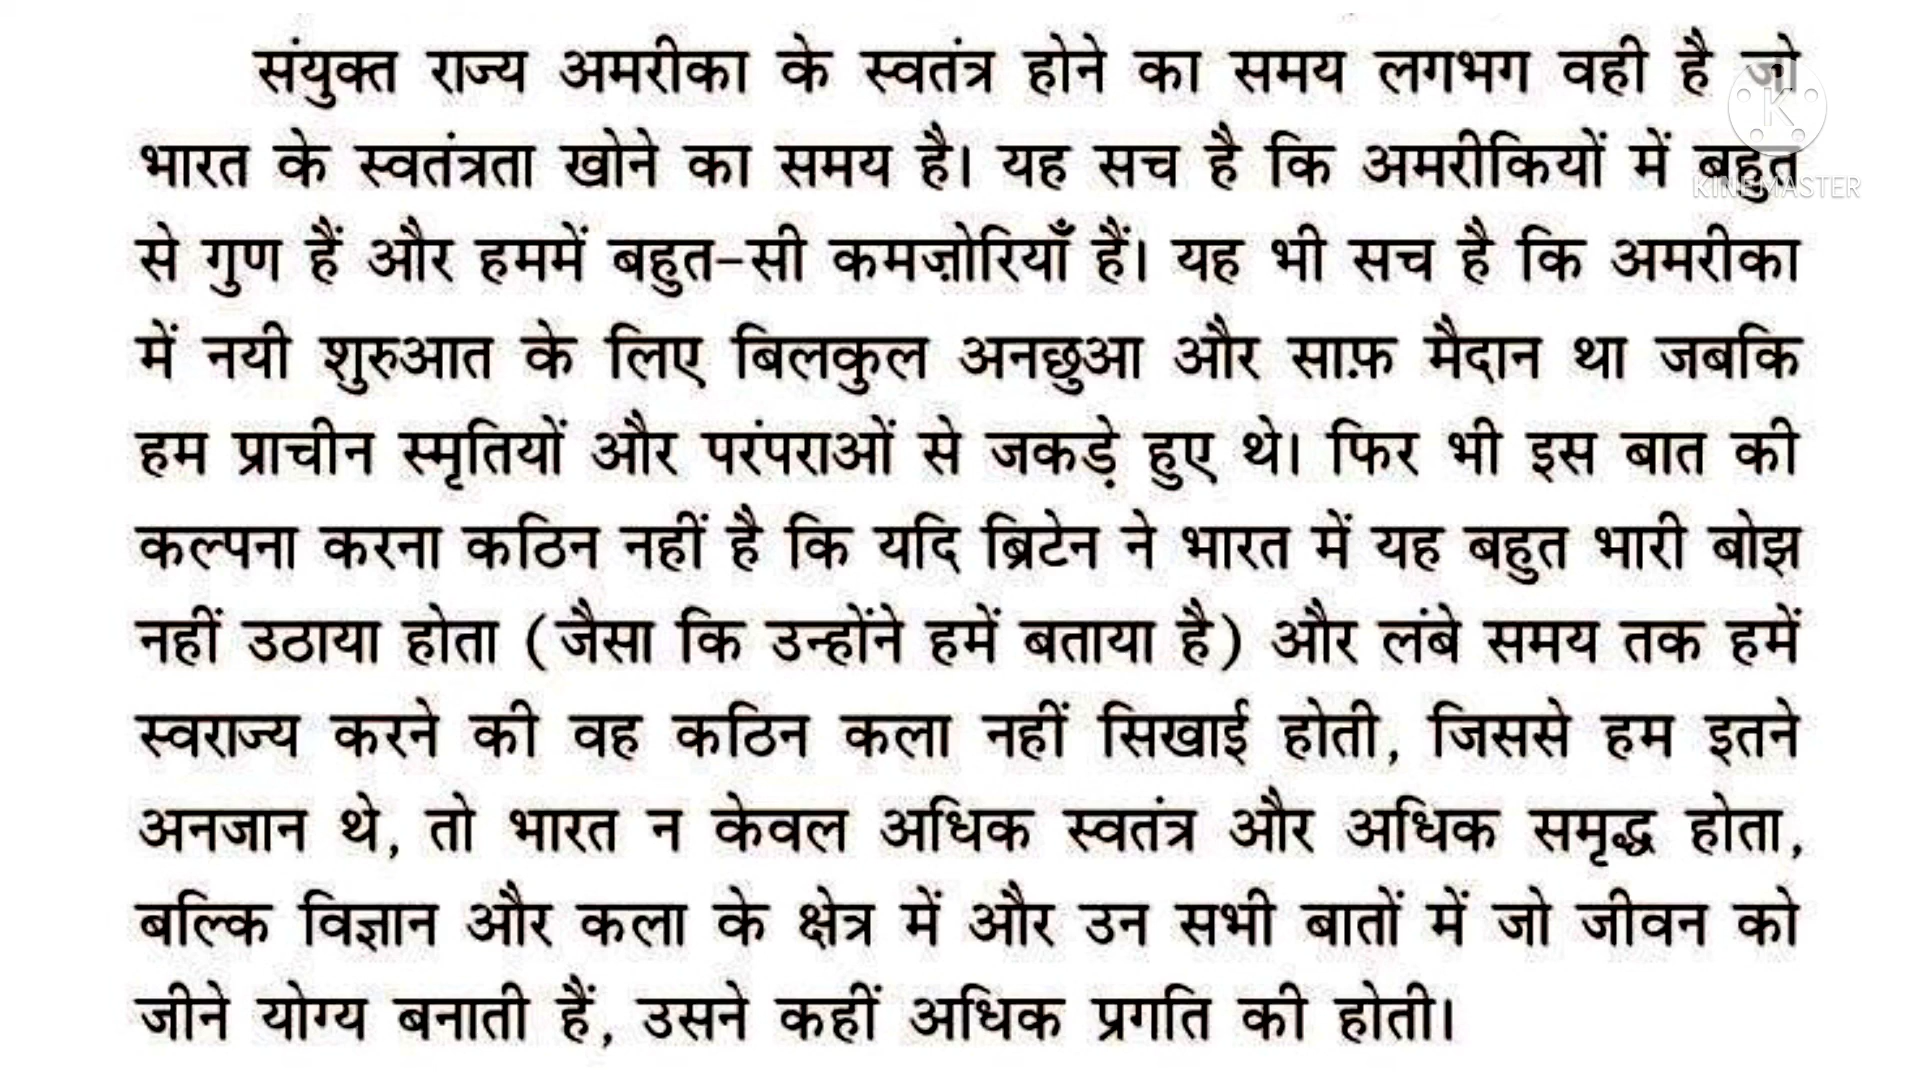 संयुक्त राज्य अमरीका के स्वतंत्र होने का समय लगभग वही है जो
भारत के स्वतंत्रता खोने का समय है। यह सच है कि अमरीकियों में बहुत
से गुण हैं और हममें बहुत-सी कमज़ोरियाँ हैं। यह भी सच है कि अमरीका
में नयी शुरुआत के लिए बिलकुल अनछुआ और साफ़ मैदान था जबकि
हम प्राचीन स्मृतियों और परंपराओं से जकड़े हुए थे। फिर भी इस बात की
कल्पना करना कठिन नहीं है कि यदि ब्रिटेन ने भारत में यह बहुत भारी बोझ
नहीं उठाया होता (जैसा कि उन्होंने हमें बताया है) और लंबे समय तक हमें
स्वराज्य करने की वह कठिन कला नहीं सिखाई होती, जिससे हम इतने
अनजान थे, तो भारत न केवल अधिक स्वतंत्र और अधिक समृद्ध होता,
बल्कि विज्ञान और कला के क्षेत्र में और उन सभी बातों में जो जीवन को
जीने योग्य बनाती हैं, उसने कहीं अधिक प्रगति की होती।
K
KINEMASTER